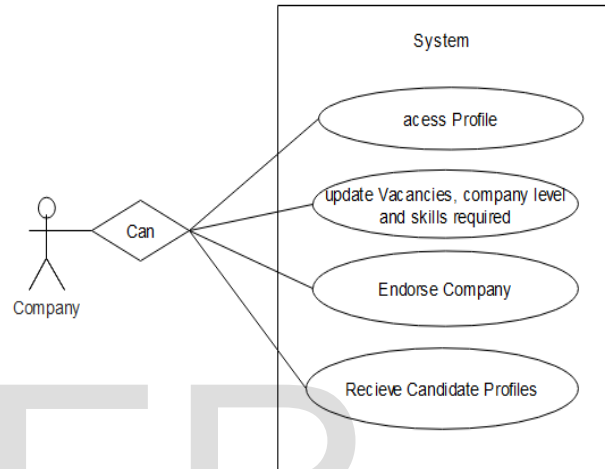 System
acess Profile
update Vacancies, company level
and skills required
Can
Endorse Company
Company
Recieve Candidate Profiles